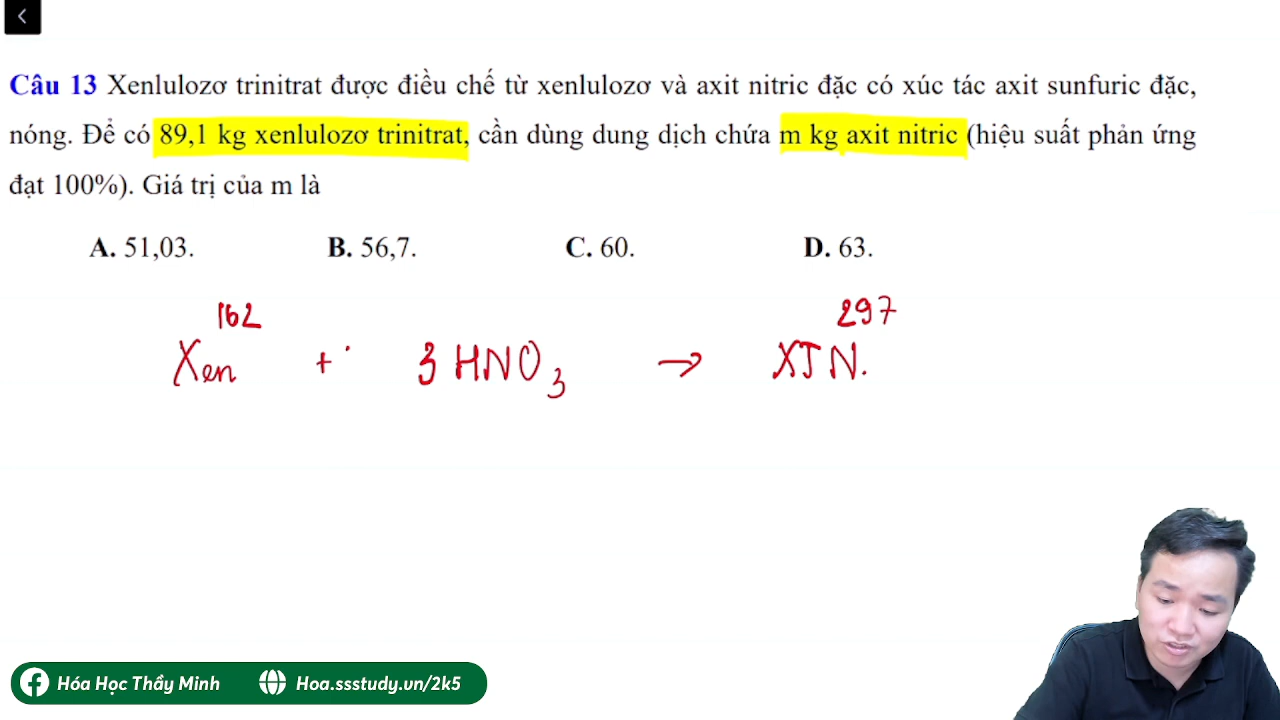 Câu 13 Xenlulozơ trinitrat được điều chế từ xenlulozơ và axit nitric đặc có xúc tác axit sunfuric đặc,
nóng. Để có 89,1 kg xenlulozơ trinitrat, cần dùng dung dịch chứa m kg axit nitric (hiệu suất phản ứng
đạt 100%). Giá trị của m là
A. 51,03. B. 56,7. C. 60. D. 63.
162 297
Xen + 3 HNO3 → XTN.
Hóa Học Thầy Minh Hoa.ssstudy.vn/2k5